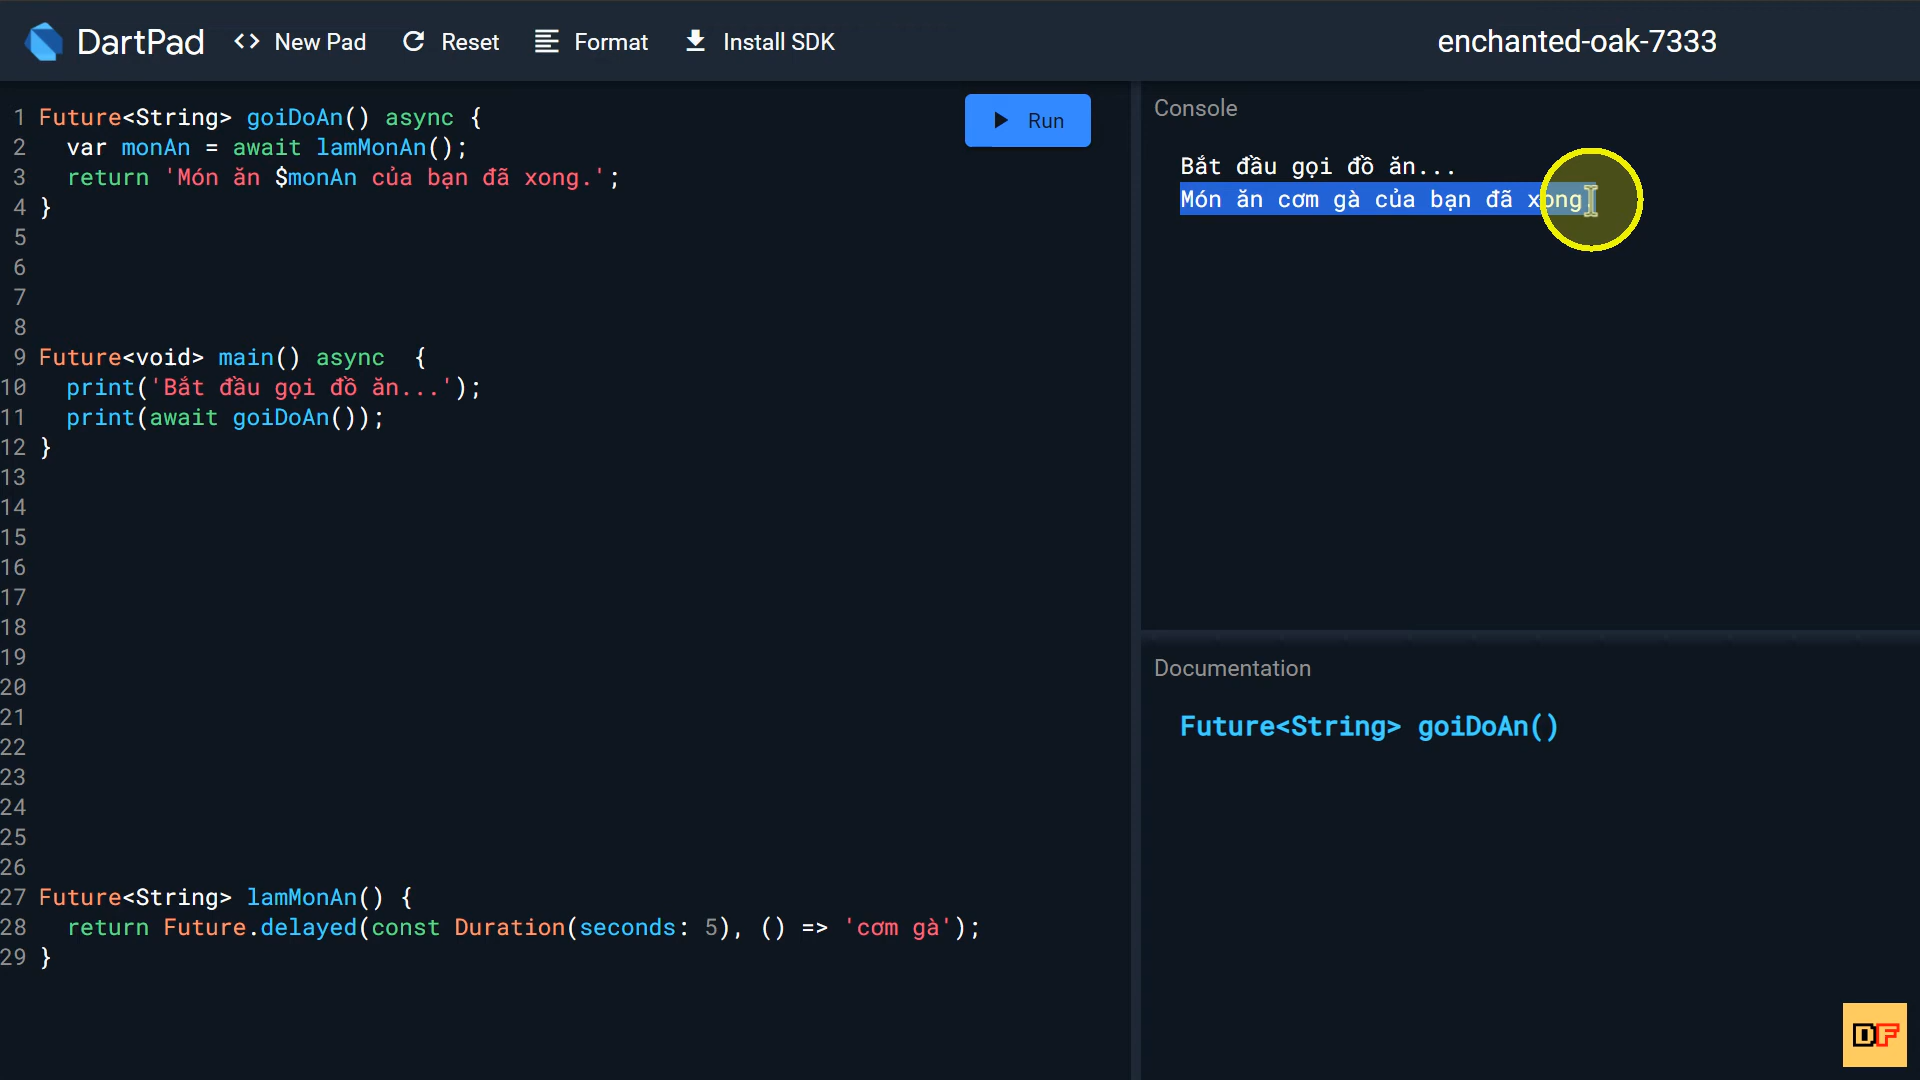 DartPad <> New Pad Reset Format Install SDK enchanted-oak-7333
Run
1 Future<String> goiDoAn() async {
2   var monAn = await lamMonAn();
3   return 'Món ăn $monAn của bạn đã xong.';
4 }
5
6
7
8
9 Future<void> main() async  {
10   print('Bắt đầu gọi đồ ăn...');
11   print(await goiDoAn());
12 }
13
14
15
16
17
18
19
20
21
22
23
24
25
26
27 Future<String> lamMonAn() {
28   return Future.delayed(const Duration(seconds: 5), () => 'cơm gà');
29 }
Console
Bắt đầu gọi đồ ăn...
Món ăn cơm gà của bạn đã xong.
Documentation
Future<String> goiDoAn()
DF